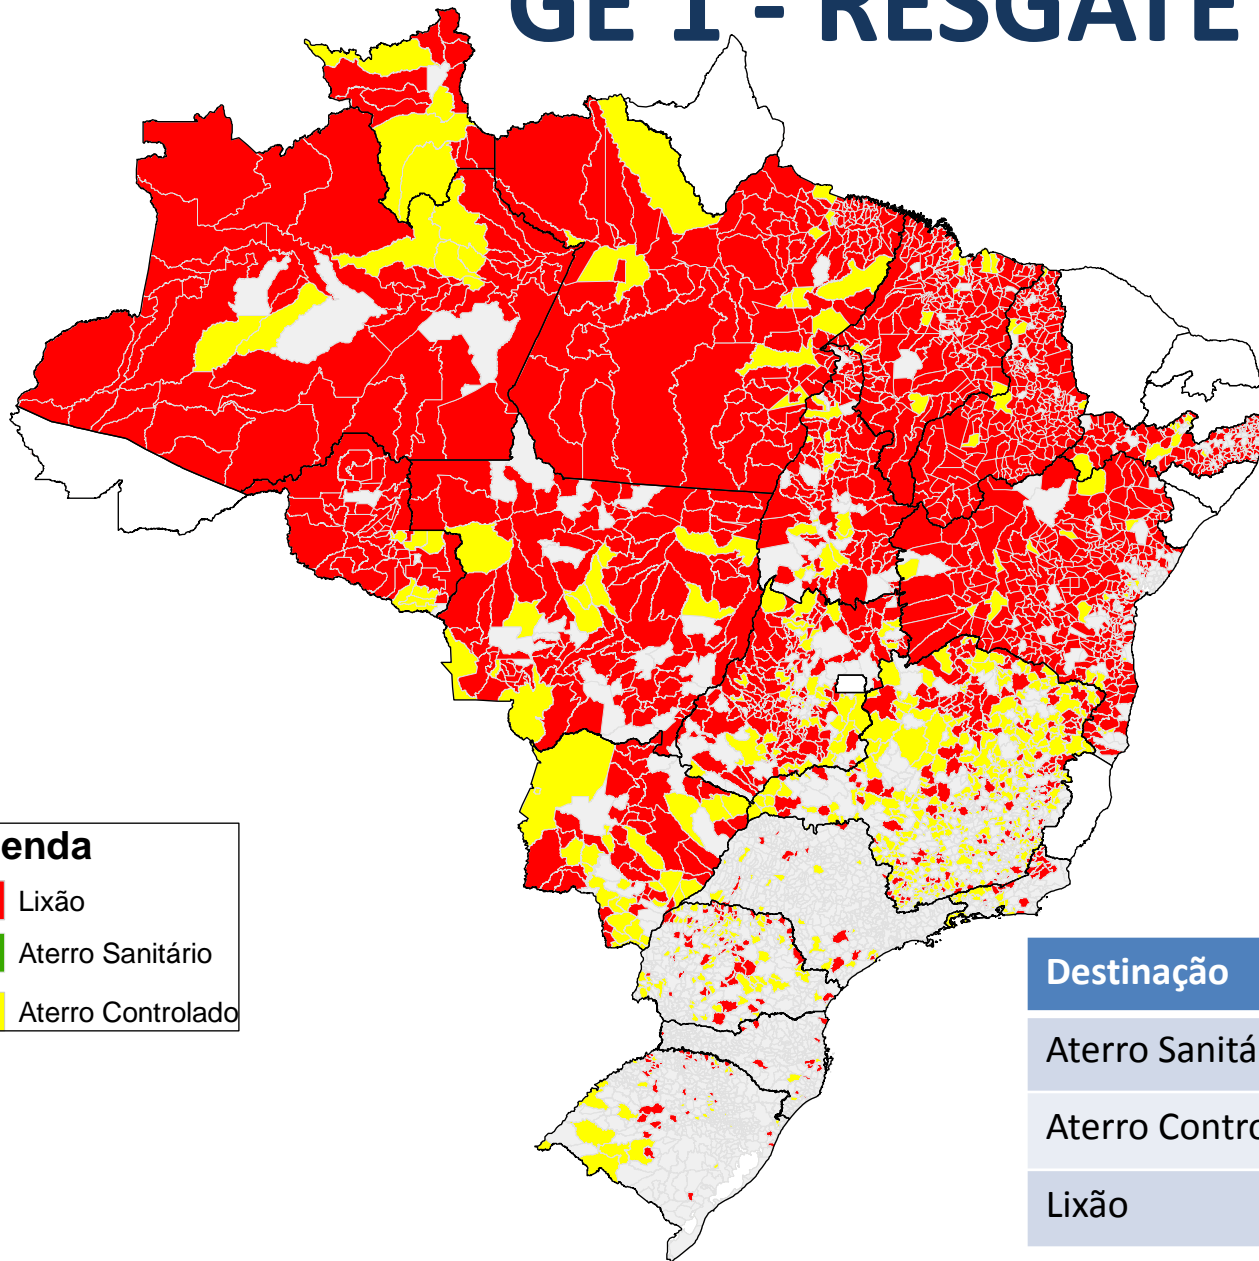 GE 1 - RESGATE
enda
Lixão
Aterro Sanitário
Aterro Controlado
Destinação
Aterro Sanitá
Aterro Contro
Lixão